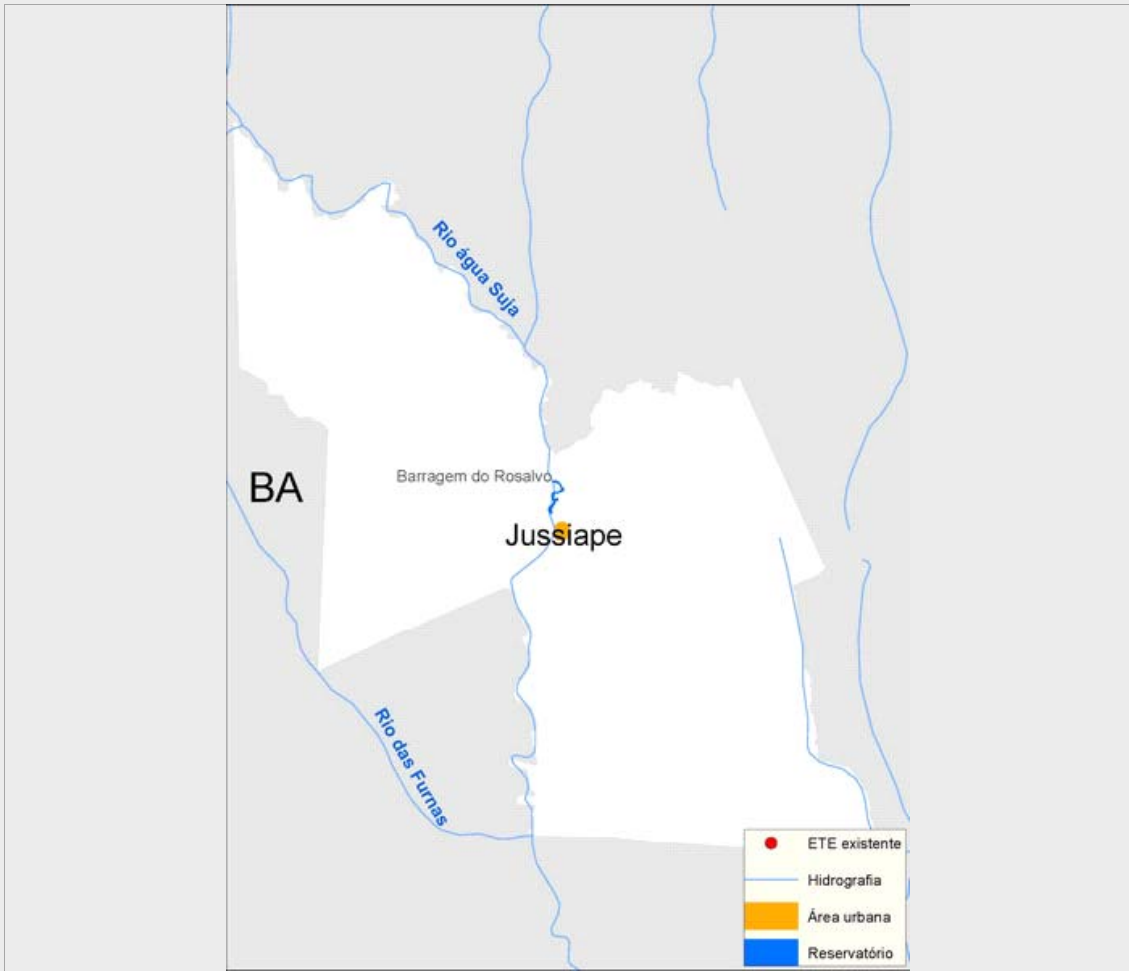 Rio água Suja
Barragem do Rosalvo
BA
Jussiape
Rio das Furnas
ETE existente
Hidrografia
Área urbana
Reservatório